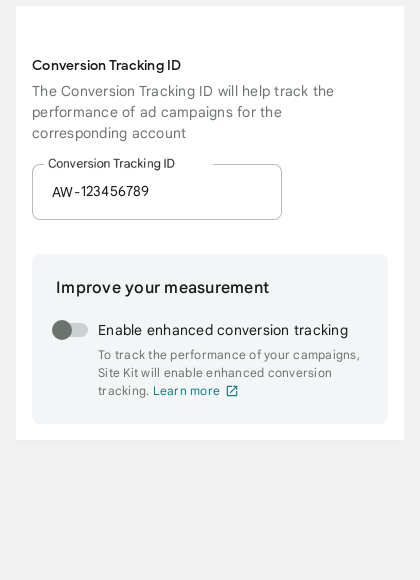 Conversion Tracking ID
The Conversion Tracking ID will help track the
performance of ad campaigns for the
corresponding account
Conversion Tracking ID
AW-123456789
Improve your measurement
Enable enhanced conversion tracking
To track the performance of your campaigns,
Site Kit will enable enhanced conversion
tracking. Learn more